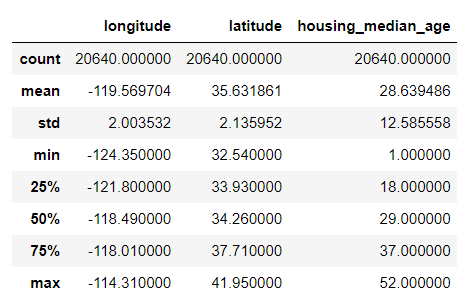 longitude latitude housing_median_age
count 20640.000000 20640.000000 20640.000000
mean -119.569704 35.631861 28.639486
std 2.003532 2.135952 12.585558
min -124.350000 32.540000 1.000000
25% -121.800000 33.930000 18.000000
50% -118.490000 34.260000 29.000000
75% -118.010000 37.710000 37.000000
max -114.310000 41.950000 52.000000